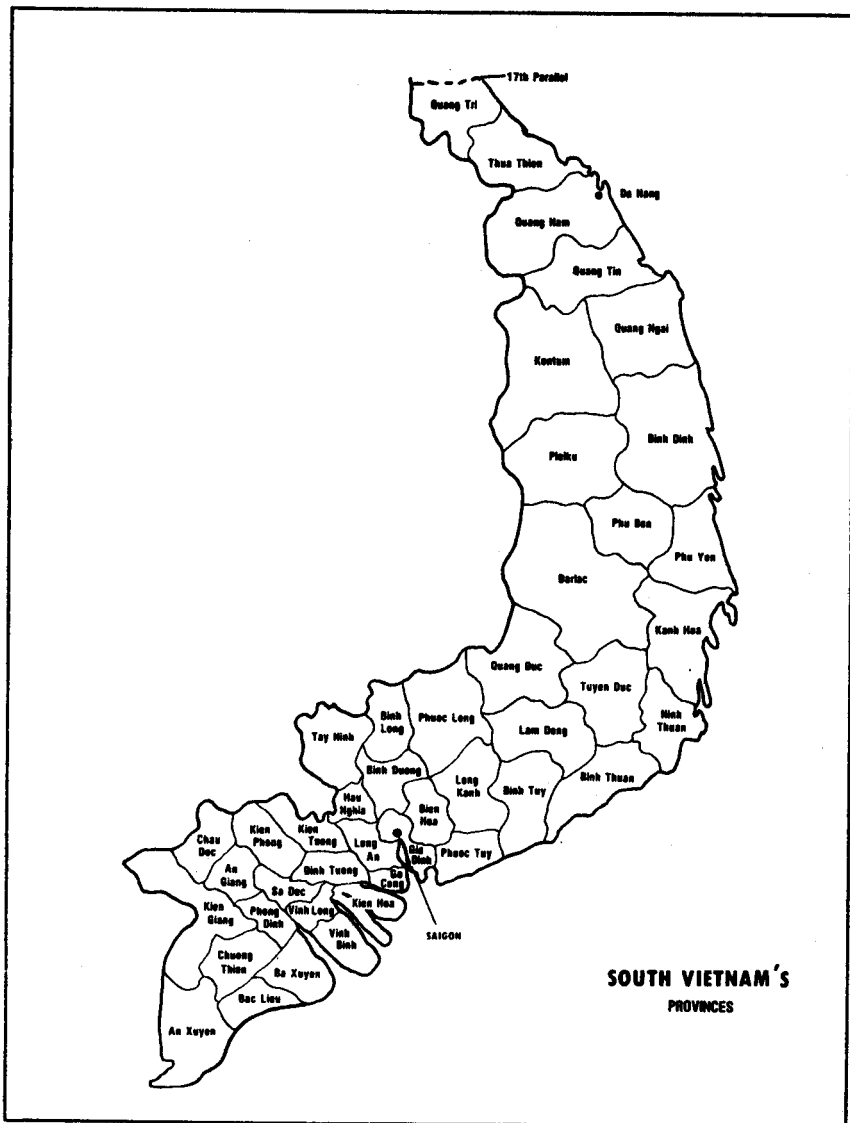 17th Parallel
Quang Tri
Thua Thien
Da Nang
Quang Nam
Quang Tin
Quang Ngai
Kontum
Binh Dinh
Pleiku
Phu Bon
Phu Yen
Darlac
Kanh Hoa
Quang Duc
Tuyen Duc
Ninh
Thuan
Binh
Long
Phuoc Long
Lam Dong
Tay Ninh
Binh Duong
Long
Kanh
Binh Tuy
Binh Thuan
Hau
Nghia
Bien
Hoa
Chau
Doc
Kien
Phong
Kien
Tuong
Long
An
Gia
Dinh
Phuoc Tuy
An
Giang
Dinh Tuong
Go
Cong
Sa Dec
Kien Hoa
Kien
Giang
Phong
Dinh
Vinh Long
Vinh
Binh
SAIGON
Chuong
Thien
Ba Xuyen
Bac Lieu
An Xuyen
SOUTH VIETNAM'S
PROVINCES